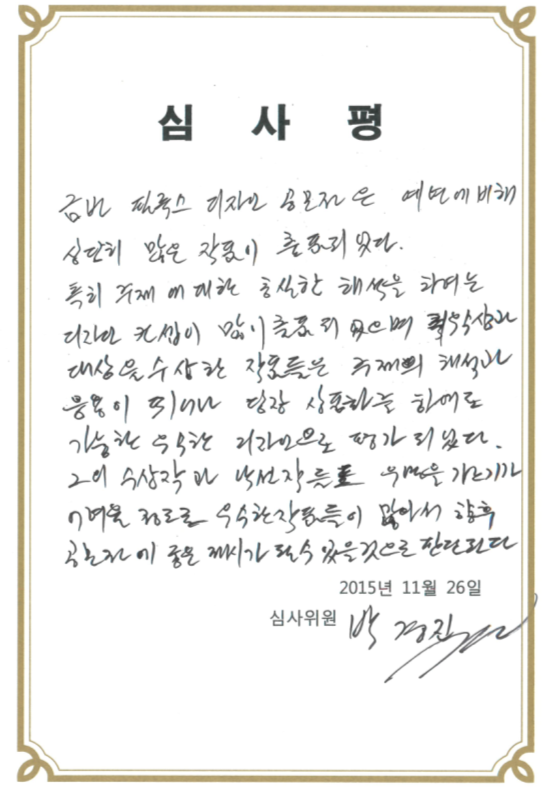 심 사 평
금번 필룩스 디자인 공모전은 예년에 비해
상단히 많은 작품이 출품되었다.
특히 주제에 대한 충실한 해석을 하려는
디자인 컨셉이 많이 출품되었으며 최우수상과
대상을 수상한 작품들은 주제의 해석과
응용이 뛰어나 당장 상품화를 하여도
가능한 우수한 디자인으로 평가되었다.
그외 수상작과 낙선작들도 우열을 가리기가
어려울 정도로 우수한 작품들이 많아서 향후
공모전에 좋은 제시가 될 수 있을 것으로 판단된다
2015년 11월 26일
심사위원 박경진